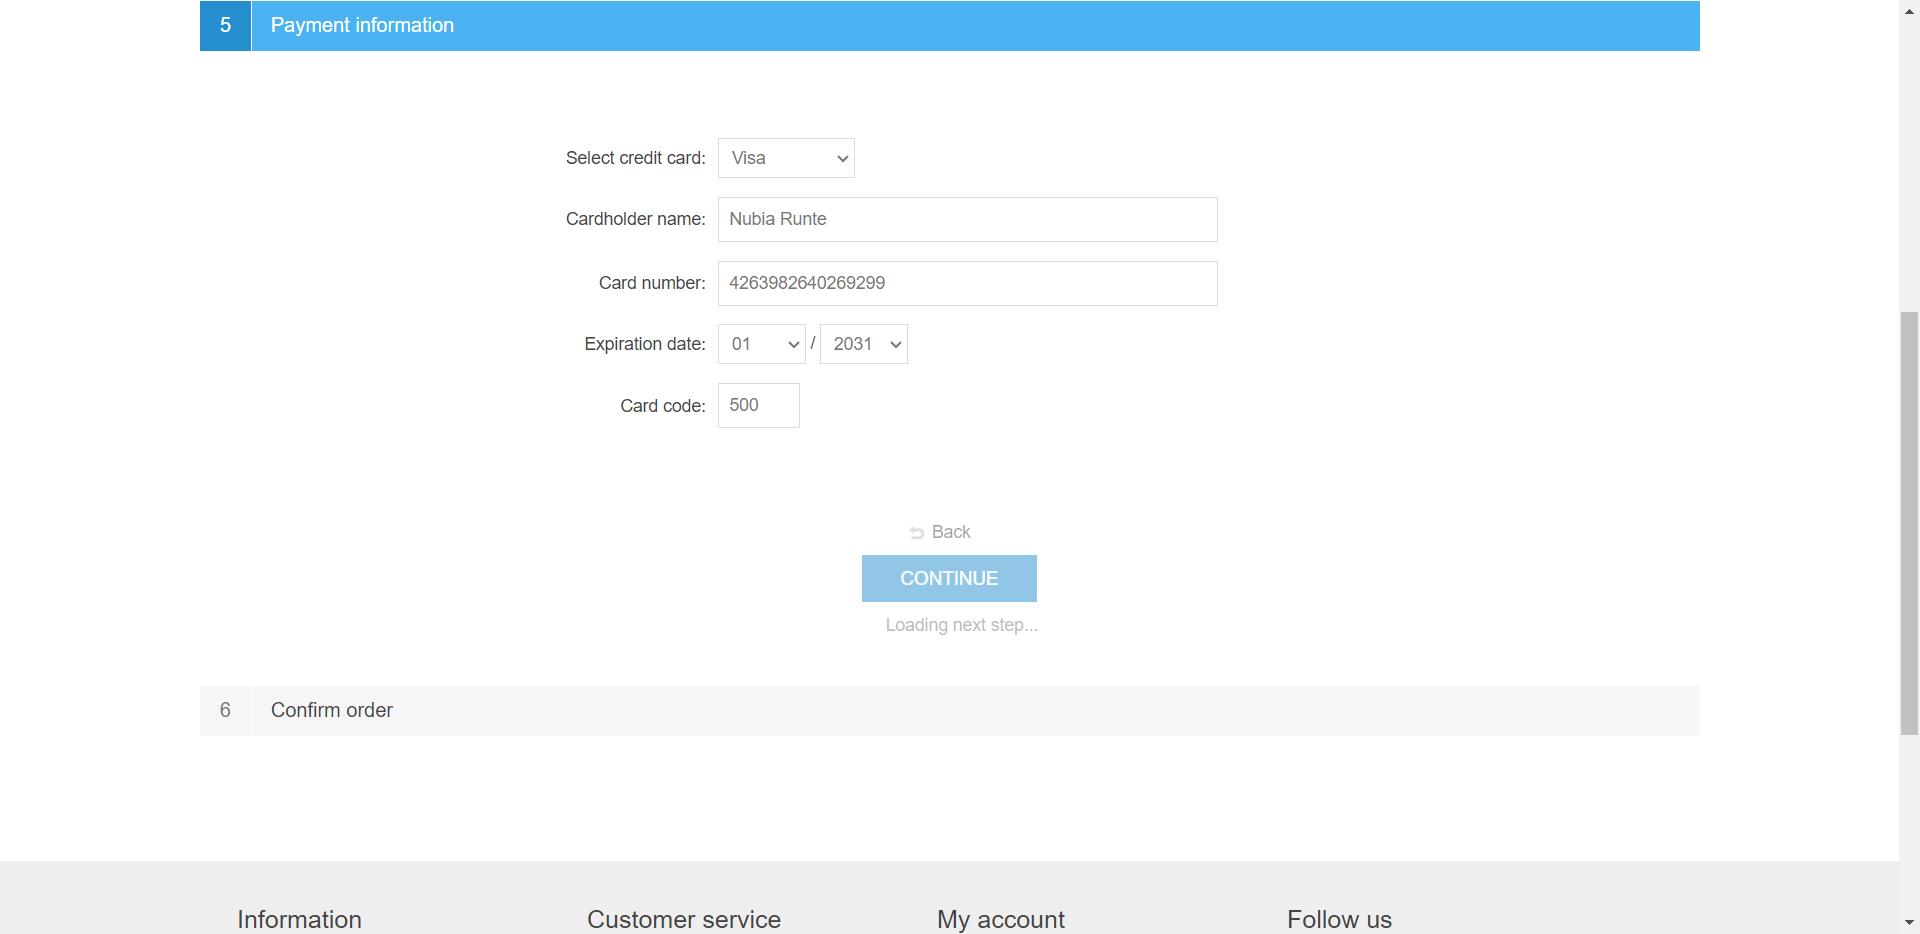 5 Payment information
Select credit card: Visa
Cardholder name: Nubia Runte
Card number: 4263982640269299
Expiration date: 01 / 2031
Card code: 500
Back
CONTINUE
Loading next step...
6 Confirm order
Information Customer service My account Follow us